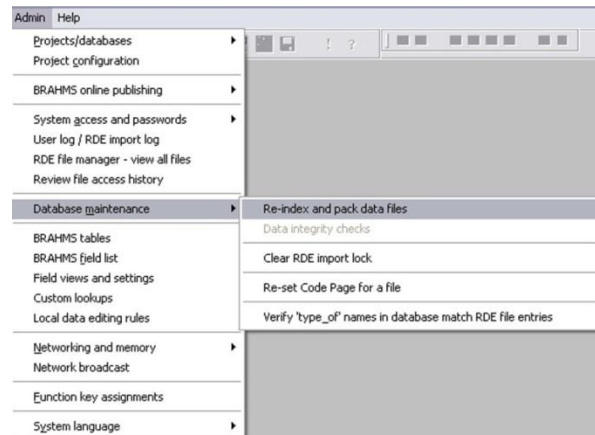 Admin Help
Projects/databases
Project configuration
BRAHMS online publishing
System access and passwords
User log / RDE import log
RDE file manager - view all files
Review file access history
Database maintenance
Re-index and pack data files
Data integrity checks
Clear RDE import lock
Re-set Code Page for a file
Verify 'type_of' names in database match RDE file entries
BRAHMS tables
BRAHMS field list
Field views and settings
Custom lookups
Local data editing rules
Networking and memory
Network broadcast
Function key assignments
System language